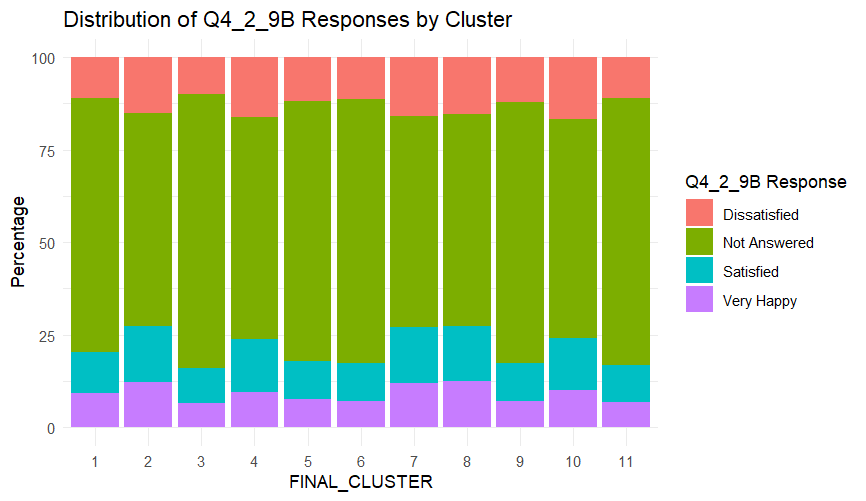 Distribution of Q4_2_9B Responses by Cluster
100
75
50
25
0
Percentage
1 2 3 4 5 6 7 8 9 10 11
FINAL_CLUSTER
Q4_2_9B Response
Dissatisfied
Not Answered
Satisfied
Very Happy